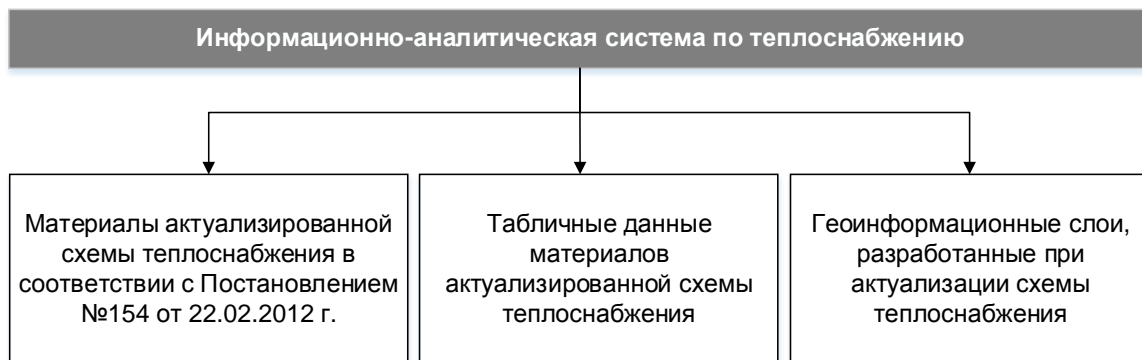 Информационно-аналитическая система по теплоснабжению
Материалы актуализированной
схемы теплоснабжения в
соответствии с Постановлением
№154 от 22.02.2012 г.
Табличные данные
материалов
актуализированной схемы
теплоснабжения
Геоинформационные слои,
разработанные при
актуализации схемы
теплоснабжения